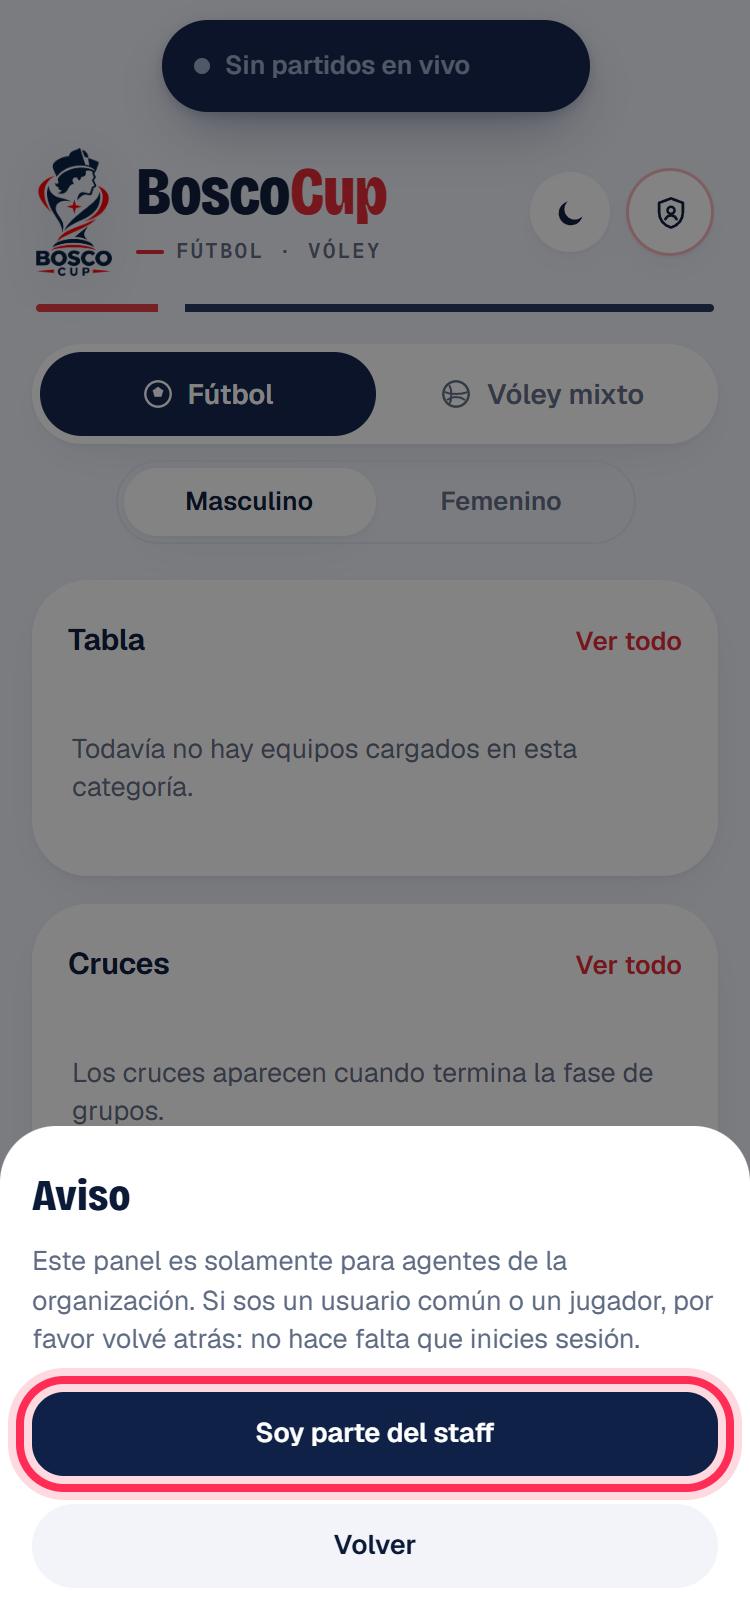 Sin partidos en vivo
BoscoCup
FÚTBOL · VÓLEY
BOSCO
CUP
Fútbol
Vóley mixto
Masculino
Femenino
Tabla
Ver todo
Todavía no hay equipos cargados en esta
categoría.
Cruces
Ver todo
Los cruces aparecen cuando termina la fase de
grupos.
Aviso
Este panel es solamente para agentes de la
organización. Si sos un usuario común o un jugador, por
favor volvé atrás: no hace falta que inicies sesión.
Soy parte del staff
Volver